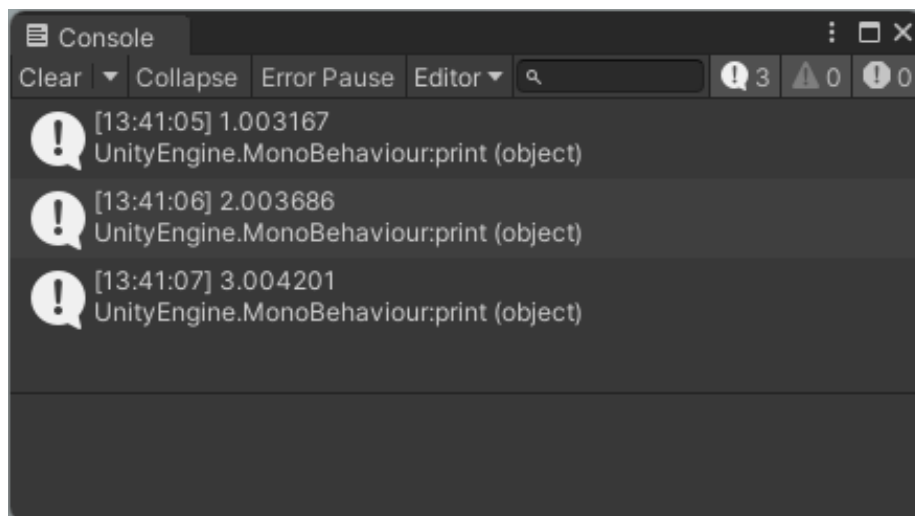 Console
Clear Collapse Error Pause Editor 3 0 0
[13:41:05] 1.003167
UnityEngine.MonoBehaviour:print (object)
[13:41:06] 2.003686
UnityEngine.MonoBehaviour:print (object)
[13:41:07] 3.004201
UnityEngine.MonoBehaviour:print (object)